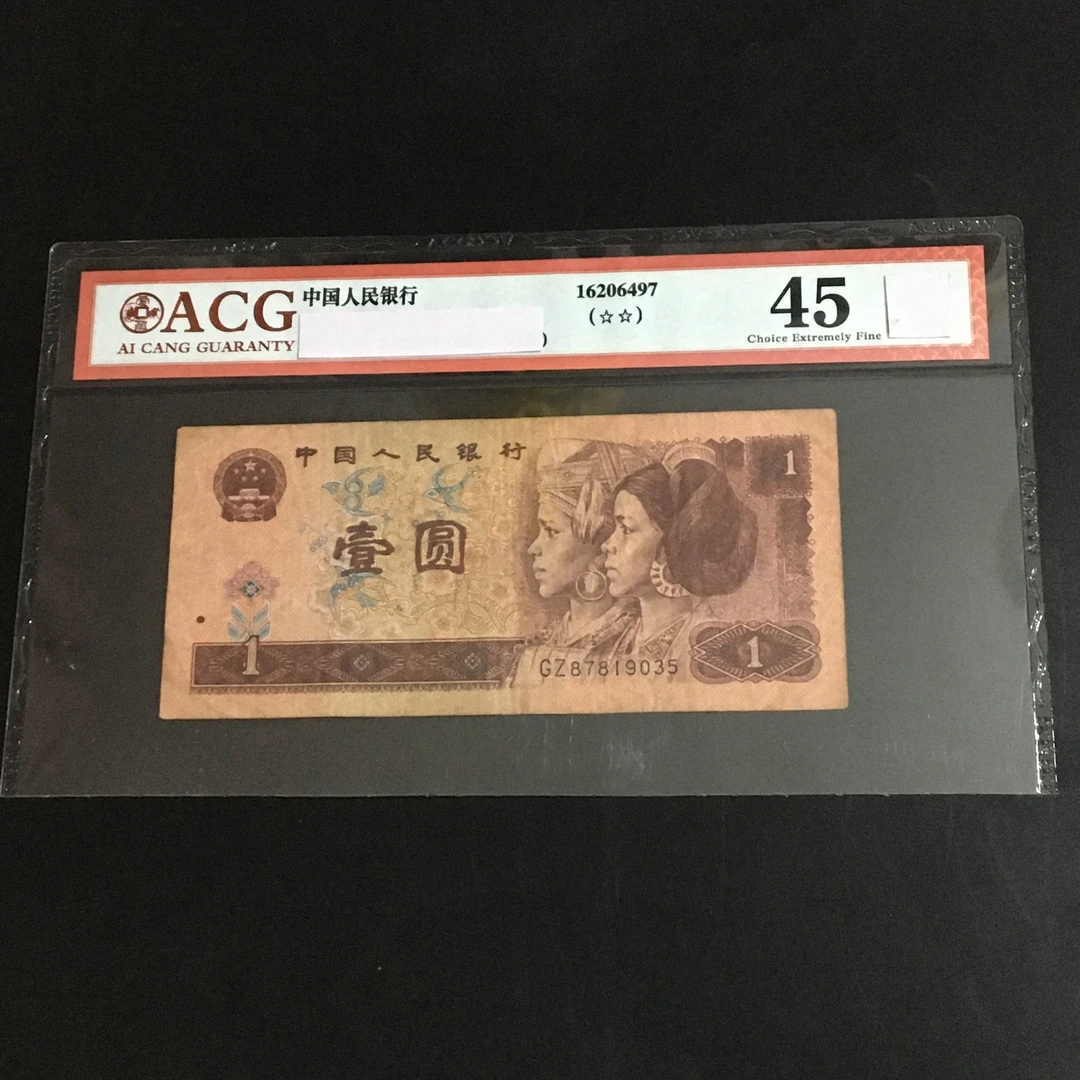 ACG
AI CANG GUARANTY
中国人民银行
)
16206497
(☆☆)
45
Choice Extremely Fine
中国人民银行
壹圆
1
1
GZ87819035
1